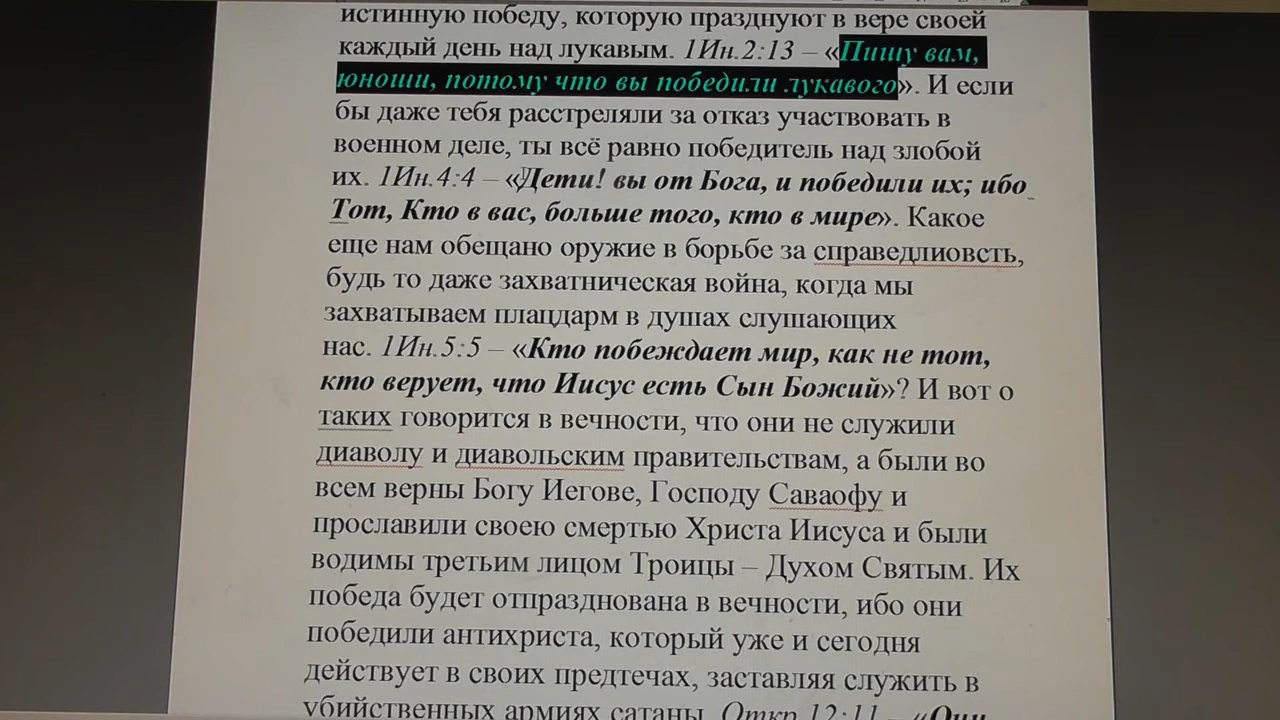 истинную победу, которую празднуют в вере своей
каждый день над лукавым. 1Ин.2:13 – «Пишу вам,
юноши, потому что вы победили лукавого». И если
бы даже тебя расстреляли за отказ участвовать в
военном деле, ты всё равно победитель над злобой
их. 1Ин.4:4 – «Дети! вы от Бога, и победили их; ибо
Тот, Кто в вас, больше того, кто в мире». Какое
еще нам обещано оружие в борьбе за справедлиовсть,
будь то даже захватническая война, когда мы
захватываем плацдарм в душах слушающих
нас. 1Ин.5:5 – «Кто побеждает мир, как не тот,
кто верует, что Иисус есть Сын Божий»? И вот о
таких говорится в вечности, что они не служили
диаволу и диавольским правительствам, а были во
всем верны Богу Иегове, Господу Саваофу и
прославили своею смертью Христа Иисуса и были
водимы третьим лицом Троицы – Духом Святым. Их
победа будет отпразднована в вечности, ибо они
победили антихриста, который уже и сегодня
действует в своих предтечах, заставляя служить в
убийственных армиях сатаны. Откр.12:11 – «Они